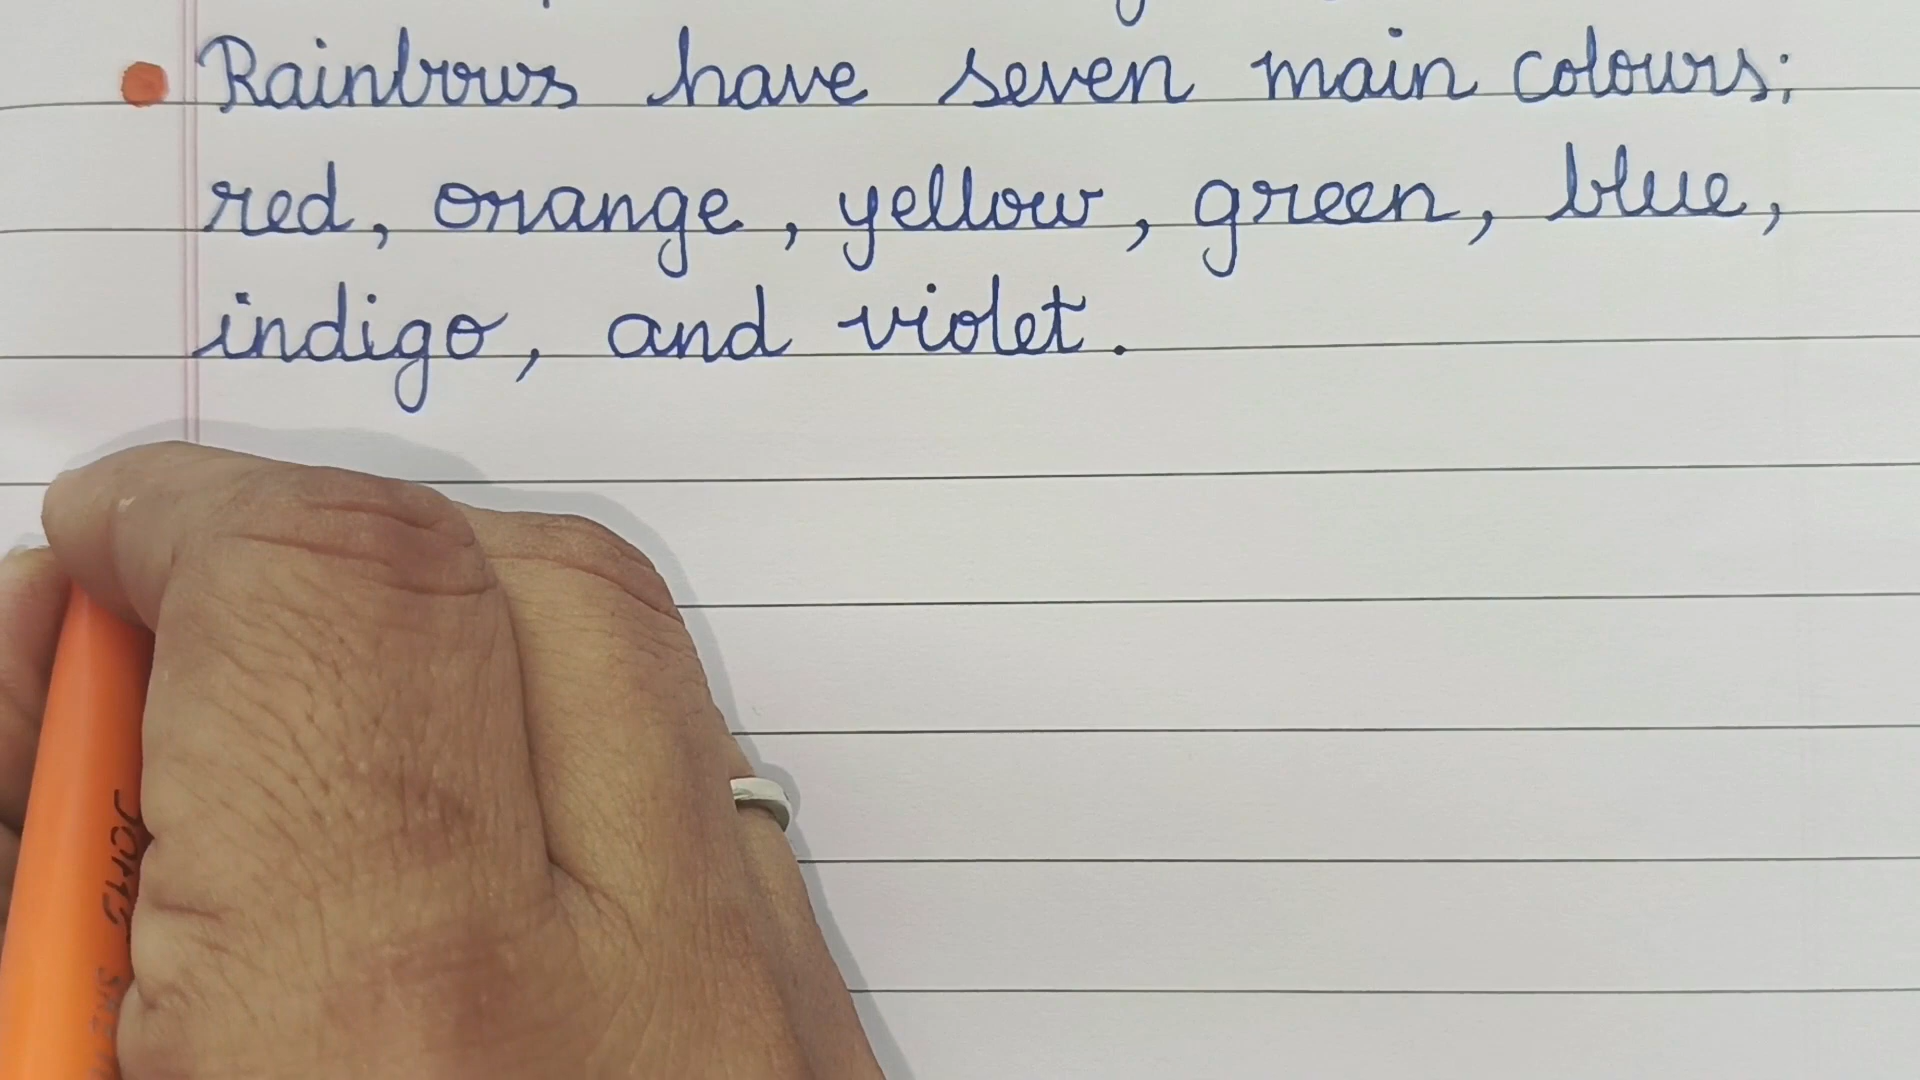 Rainbows have seven main colours;
red, orange, yellow, green, blue,
indigo, and violet.